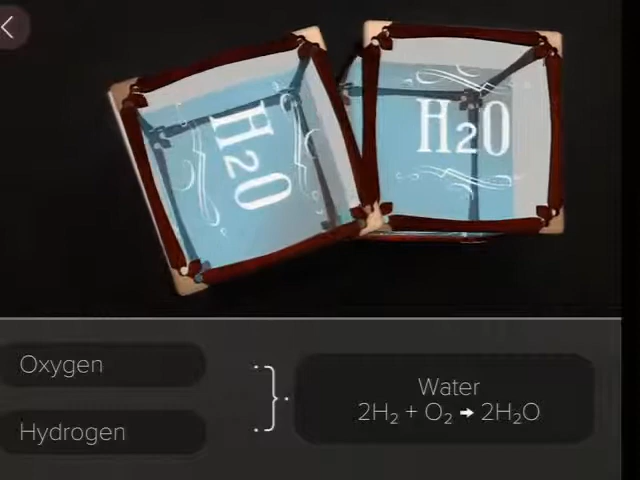 H2O
H2O
Oxygen
Hydrogen
Water
2H₂ + O₂ → 2H₂O